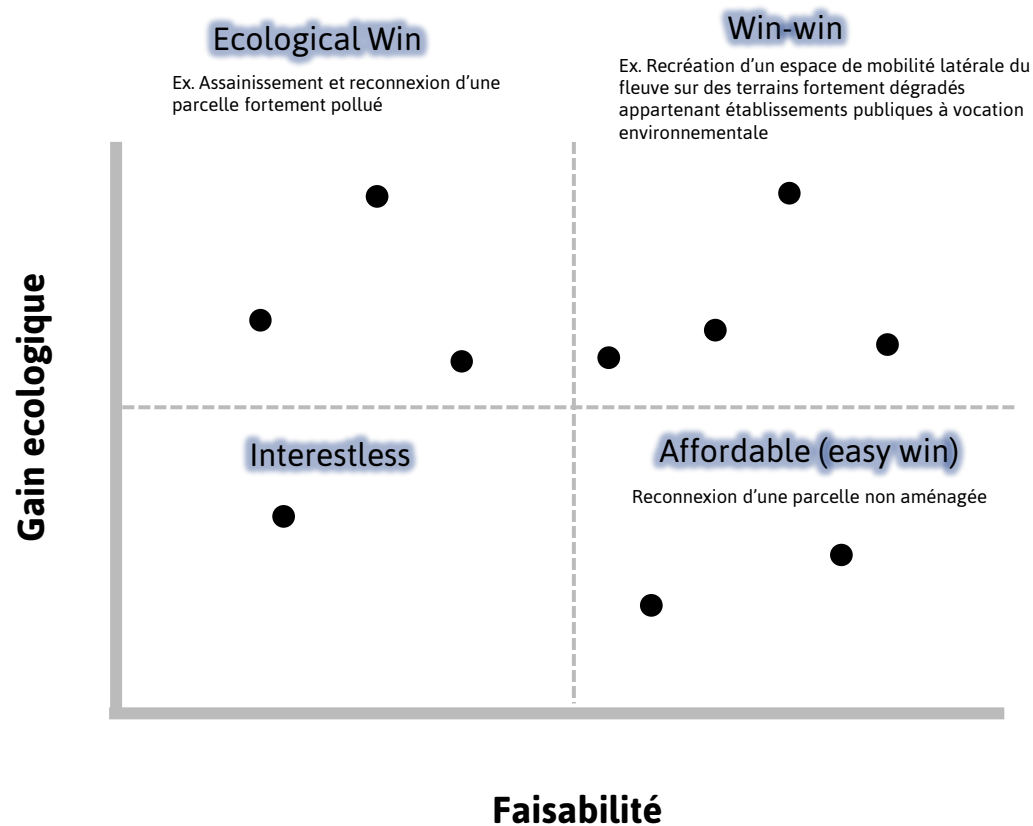 Ecological Win
Ex. Assainissement et reconnexion d’une
parcelle fortement pollué
Win-win
Ex. Recréation d’un espace de mobilité latérale du
fleuve sur des terrains fortement dégradés
appartenant établissements publiques à vocation
environnementale
Gain ecologique
Interestless
Affordable (easy win)
Reconnexion d’une parcelle non aménagée
Faisabilité